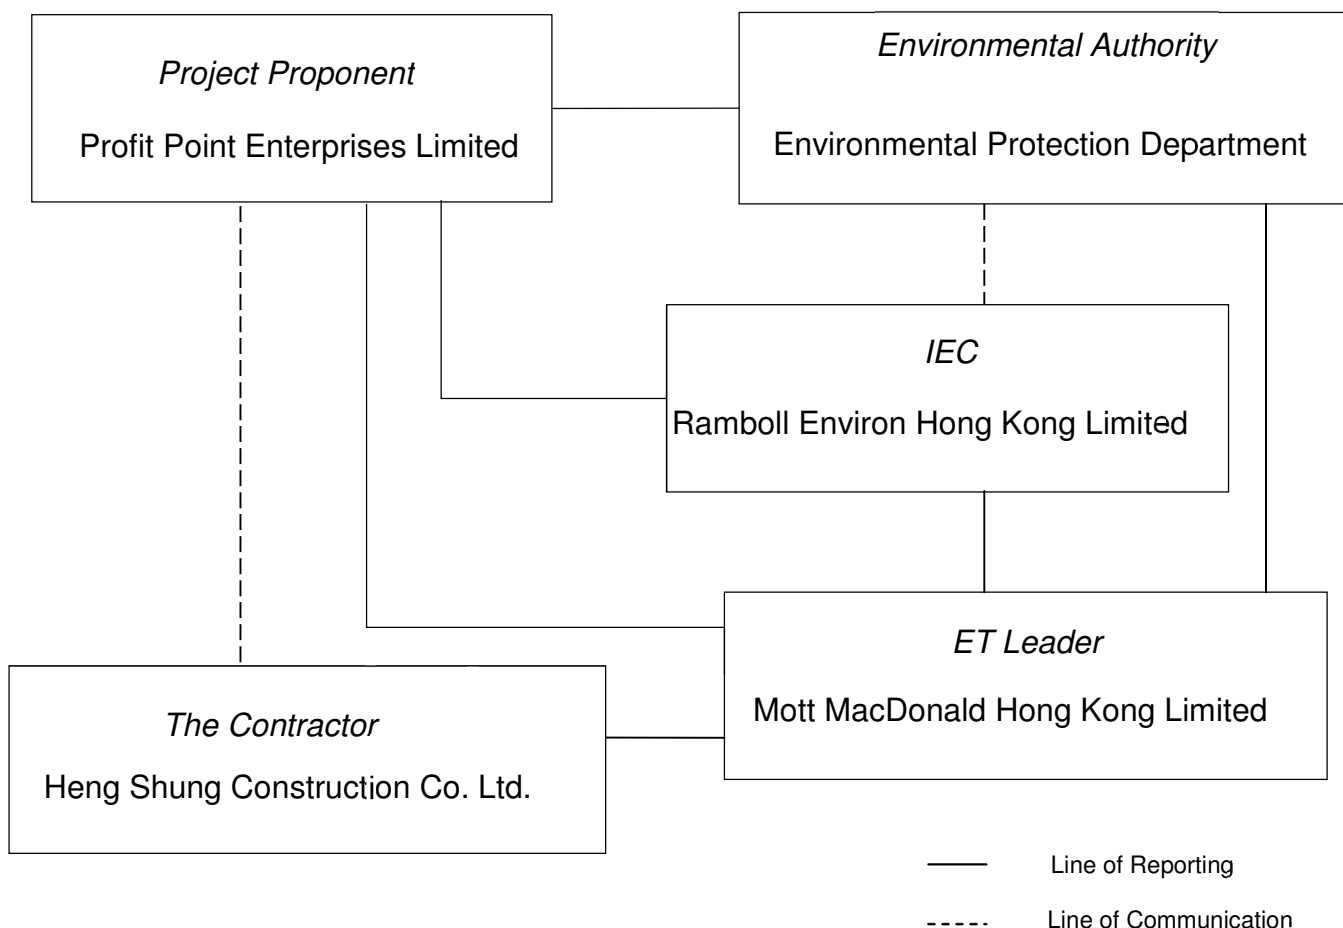 Project Proponent
Profit Point Enterprises Limited
Environmental Authority
Environmental Protection Department
IEC
Ramboll Environ Hong Kong Limited
ET Leader
Mott MacDonald Hong Kong Limited
The Contractor
Heng Shung Construction Co. Ltd.
Line of Reporting
Line of Communication